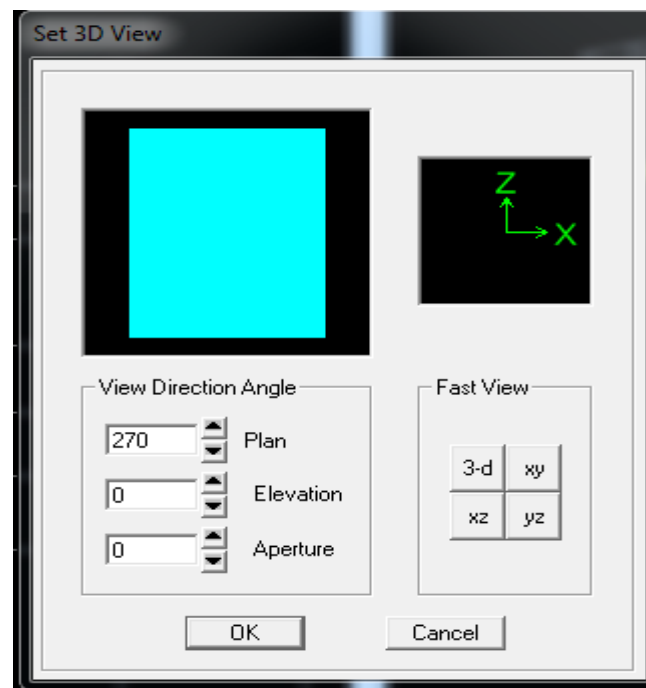 Set 3D View
Z
X
View Direction Angle
270 Plan
0 Elevation
0 Aperture
Fast View
3-d xy
xz yz
OK Cancel